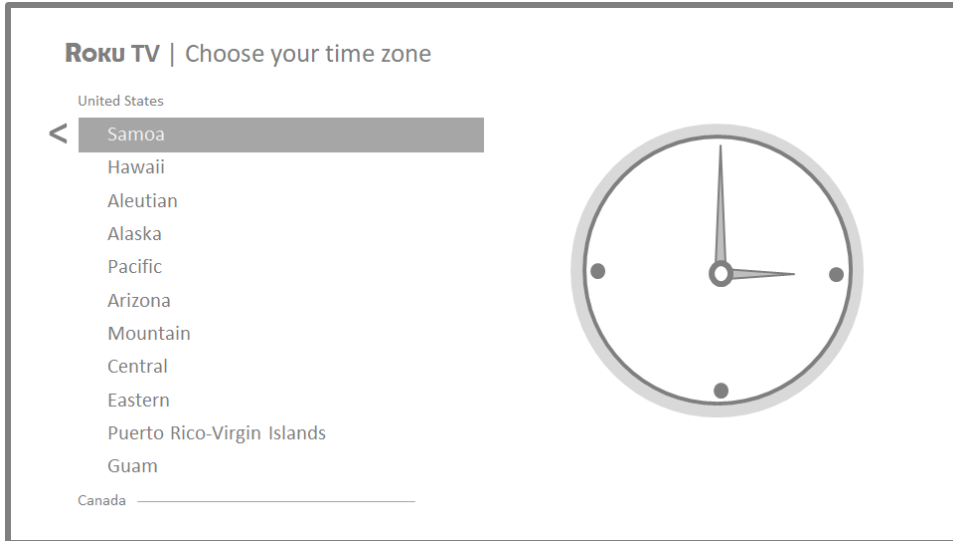 ROKU TV | Choose your time zone
United States
<
Samoa
Hawaii
Aleutian
Alaska
Pacific
Arizona
Mountain
Central
Eastern
Puerto Rico-Virgin Islands
Guam
Canada